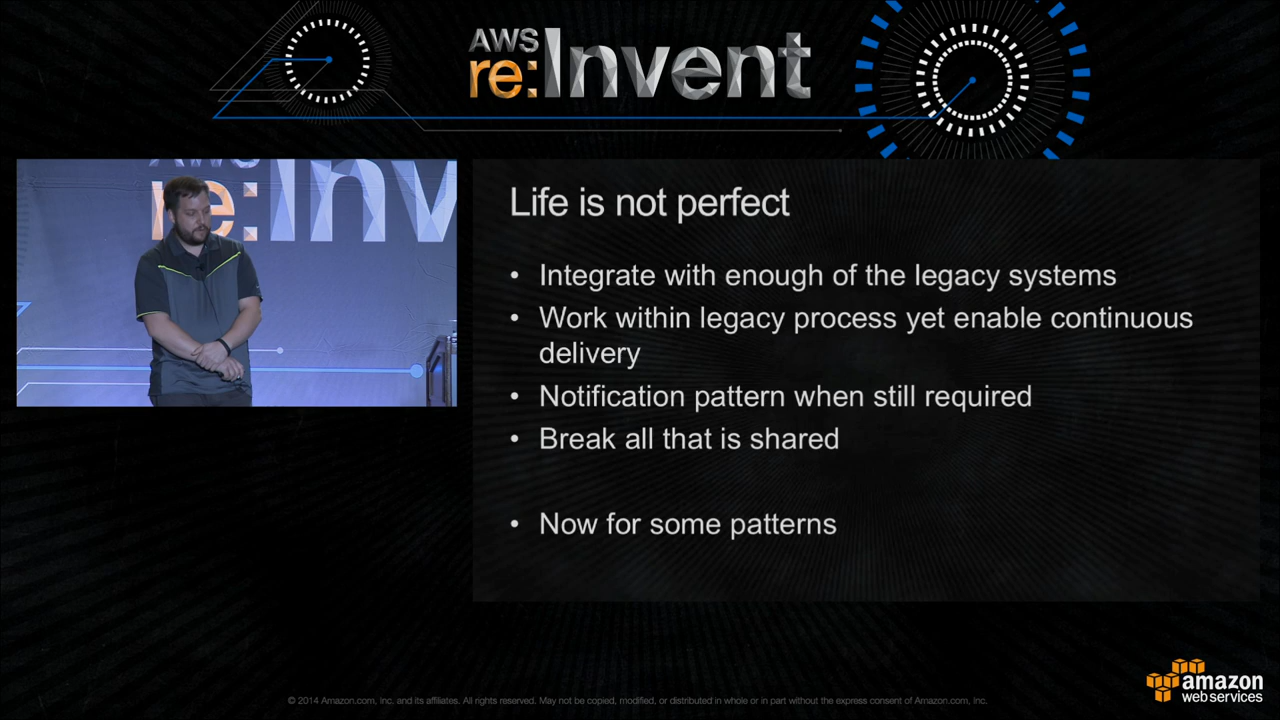 AWS
re:Invent
AWS
re:Inv
Life is not perfect
• Integrate with enough of the legacy systems
• Work within legacy process yet enable continuous
delivery
• Notification pattern when still required
• Break all that is shared
• Now for some patterns
amazon
web services
© 2014 Amazon.com, Inc. and its affiliates. All rights reserved. May not be copied, modified, or distributed in whole or in part without the express consent of Amazon.com, Inc.